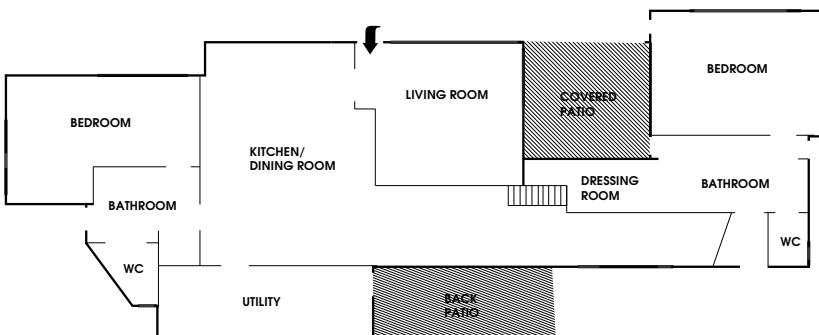 BEDROOM
LIVING ROOM
COVERED
PATIO
BEDROOM
KITCHEN/
DINING ROOM
DRESSING
ROOM
BATHROOM
BATHROOM
WC
WC
UTILITY
BACK
PATIO